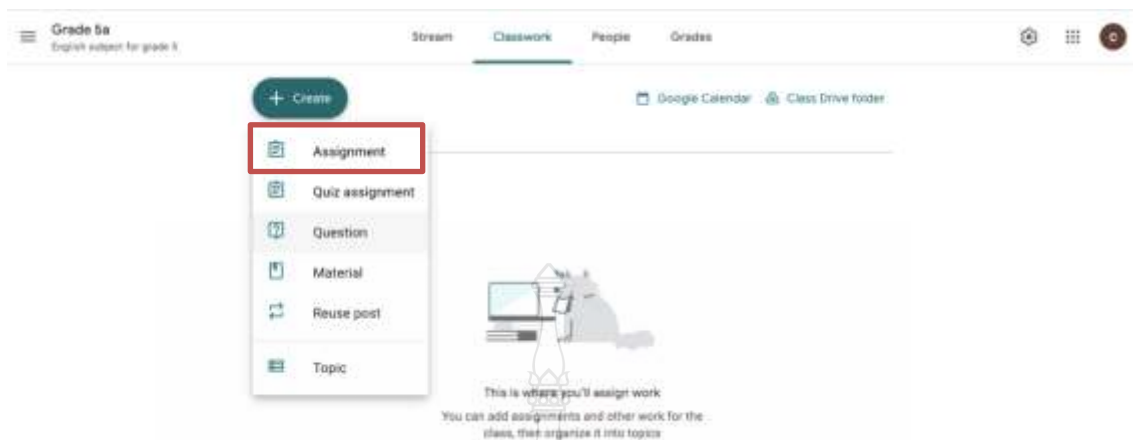 Grade 5a
English subject for grade 5
Stream Classwork People Grades
C
+ Create
Google Calendar Class Drive folder
Assignment
Quiz assignment
Question
Material
Reuse post
Topic
This is where you'll assign work
You can add assignments and other work for the
class, then organize it into topics